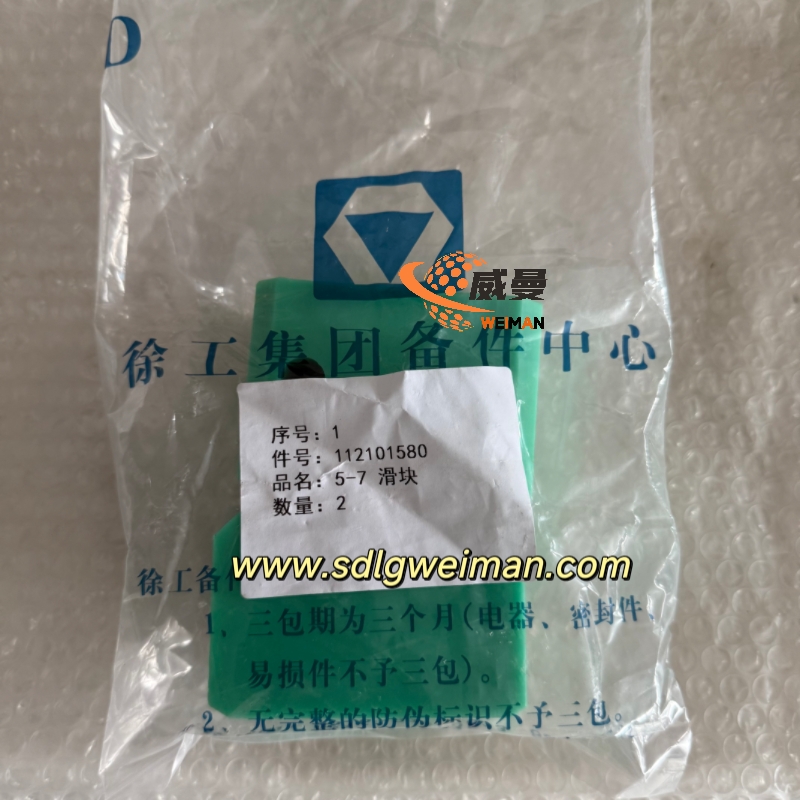 D
威曼
WEIMAN
徐工集团备件中心
序号：1
件号：112101580
品名：5-7 滑块
数量：2
www.sdlgweiman.com
徐工备件
1、三包期为三个月(电器、密封件、
易损件不予三包)。
2、无完整的防伪标识不予三包。